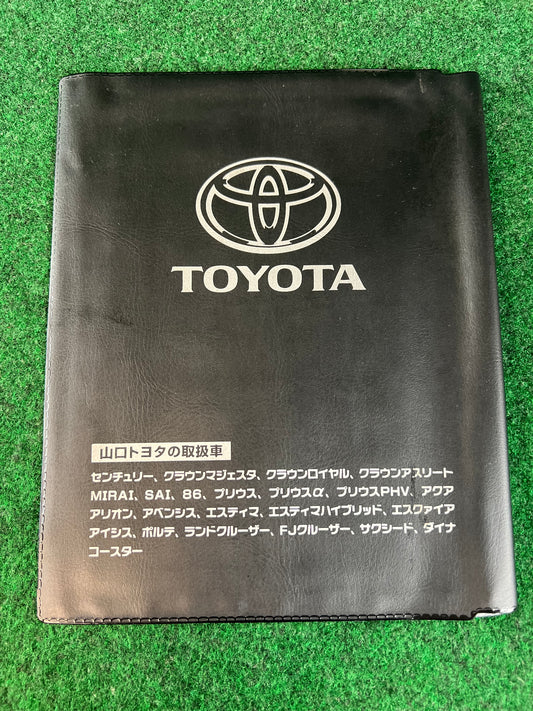 TOYOTA
山口トヨタの取扱車
センチュリー、クラウンマジェスタ、クラウンロイヤル、クラウンアスリート
MIRAI、SAI、86、プリウス、プリウスα、プリウスPHV、アクア
アリオン、アベンシス、エスティマ、エスティマハイブリッド、エスクァイア
アイシス、ポルテ、ランドクルーザー、FJクルーザー、サクシード、ダイナ
コースター